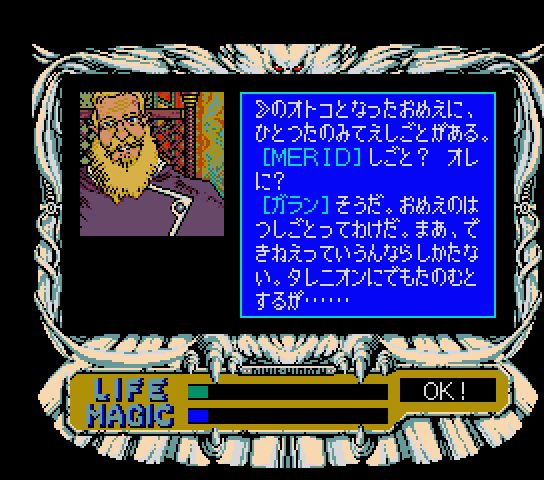 ≫のオトコとなったおめえに、
ひとつたのみてえしごとがある。
[MERID]しごと? オレ
に?
[ガラン]そうだ。おめえのは
つしごとってわけだ。まあ、で
きねえっていうんならしかたな
い。タレニオンにでもたのむと
するが……
LIFE
OK!
MAGIC